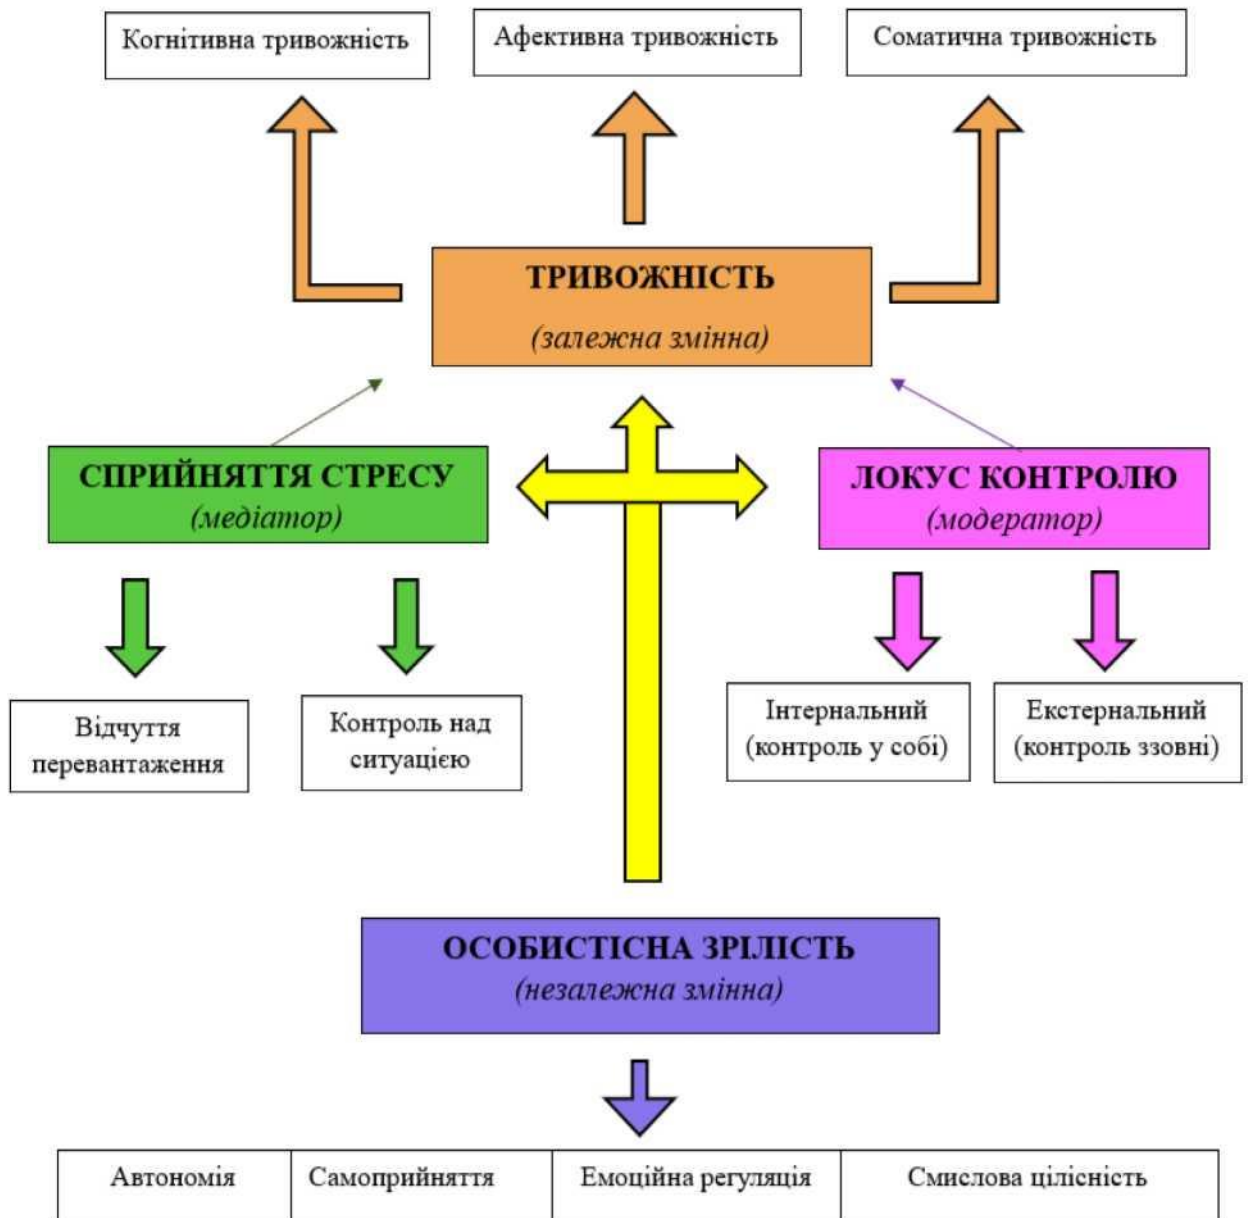 Когнітивна тривожність
Афективна тривожність
Соматична тривожність
ТРИВОЖНІСТЬ
(залежна змінна)
СПРИЙНЯТТЯ СТРЕСУ
(медіатор)
ЛОКУС КОНТРОЛЮ
(модератор)
Відчуття
перевантаження
Контроль над
ситуацією
Інтернальний
(контроль у собі)
Екстернальний
(контроль ззовні)
ОСОБИСТІСНА ЗРІЛІСТЬ
(незалежна змінна)
Автономія
Самоприйняття
Емоційна регуляція
Смислова цілісність